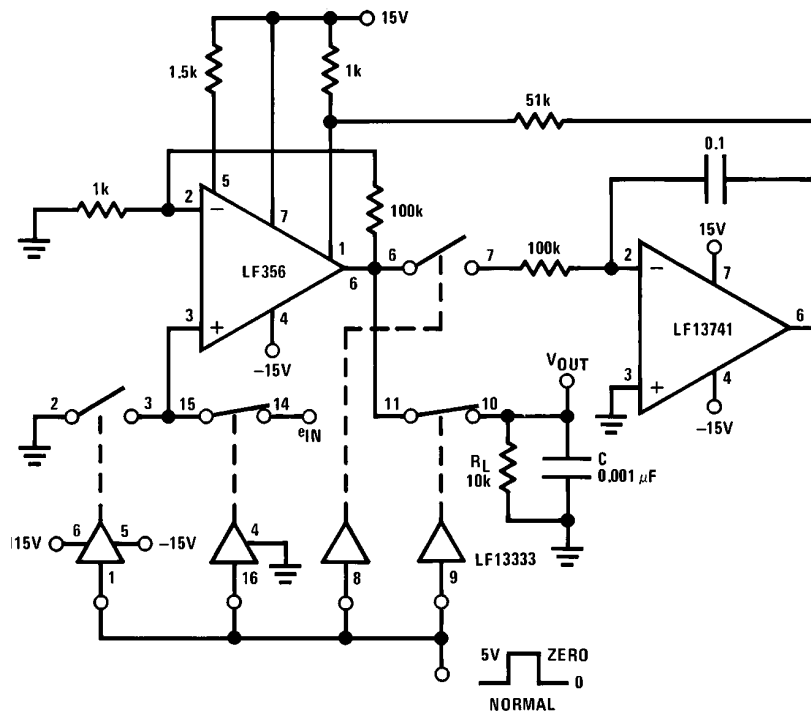 15V
1.5k
1k
51k
0.1
1k
2
5
−
7
100k
1
LF356
6
6
7
100k
2
−
15V
7
LF13741
6
3
+
4
−15V
3
+
4
−15V
2
3
15
14
eIN
11
10
VOUT
RL
10k
C
0.001 μF
6
5
15V
−15V
1
4
16
8
9
LF13333
5V
ZERO
0
NORMAL